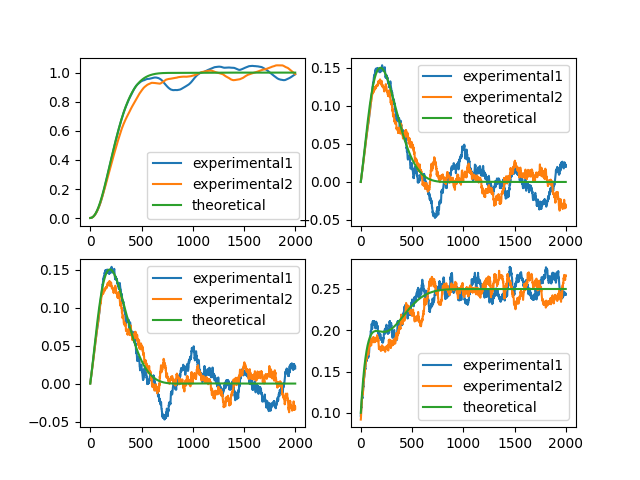 1.0
0.8
0.6
0.4
0.2
0.0
experimental1
experimental2
theoretical
0 500 1000 1500 2000
0.15
0.10
0.05
0.00
−0.05
experimental1
experimental2
theoretical
0 500 1000 1500 2000
0.15
0.10
0.05
0.00
−0.05
experimental1
experimental2
theoretical
0 500 1000 1500 2000
0.25
0.20
0.15
0.10
experimental1
experimental2
theoretical
0 500 1000 1500 2000